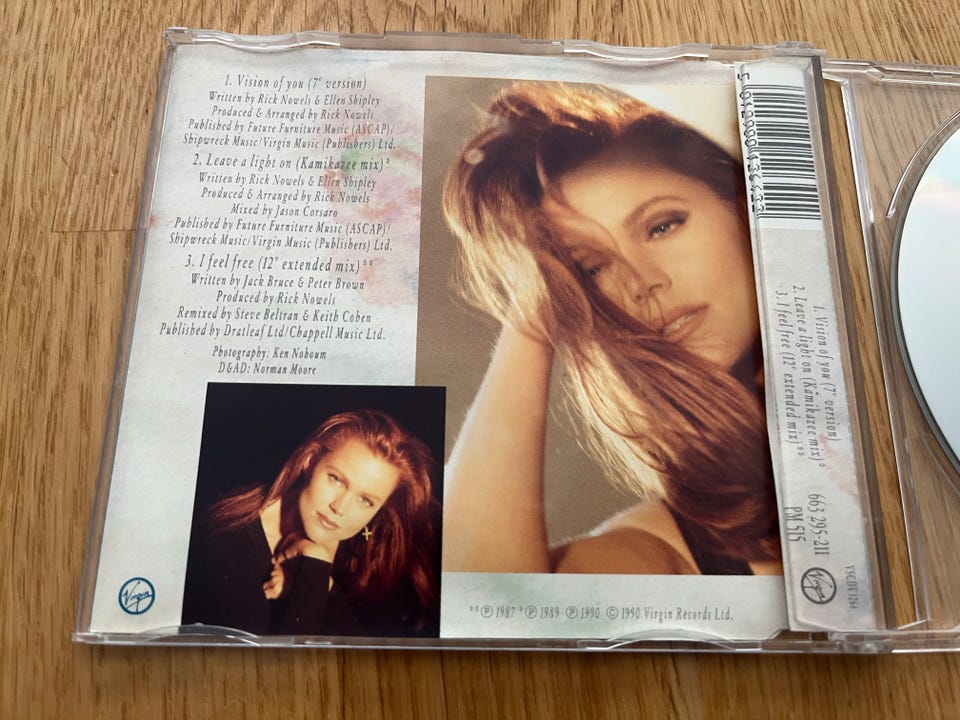 1. Vision of you (7" version)
Written by Rick Nowels & Ellen Shipley
Produced & Arranged by Rick Nowels
Published by Future Furniture Music (ASCAP)/
Shipwreck Music/Virgin Music (Publishers) Ltd.
2. Leave a light on (Kamikazee mix)*
Written by Rick Nowels & Ellen Shipley
Produced & Arranged by Rick Nowels
Mixed by Jason Corsaro
Published by Future Furniture Music (ASCAP)/
Shipwreck Music/Virgin Music (Publishers) Ltd.
3. I feel free (12" extended mix)**
Written by Jack Bruce & Peter Brown
Produced by Rick Nowels
Remixed by Steve Beltran & Keith Cohen
Published by Dratleaf Ltd/Chappell Music Ltd.
Photography: Ken Noboum
D&AD: Norman Moore
Virgin
**℗ 1987 *℗ 1989 ℗ 1990 © 1990 Virgin Records Ltd.
1. Vision of you (7" version)
2. Leave a light on (Kamikazee mix)*
3. I feel free (12" extended mix)**
663 295-211
PM 515
Virgin
VSCDT 1264